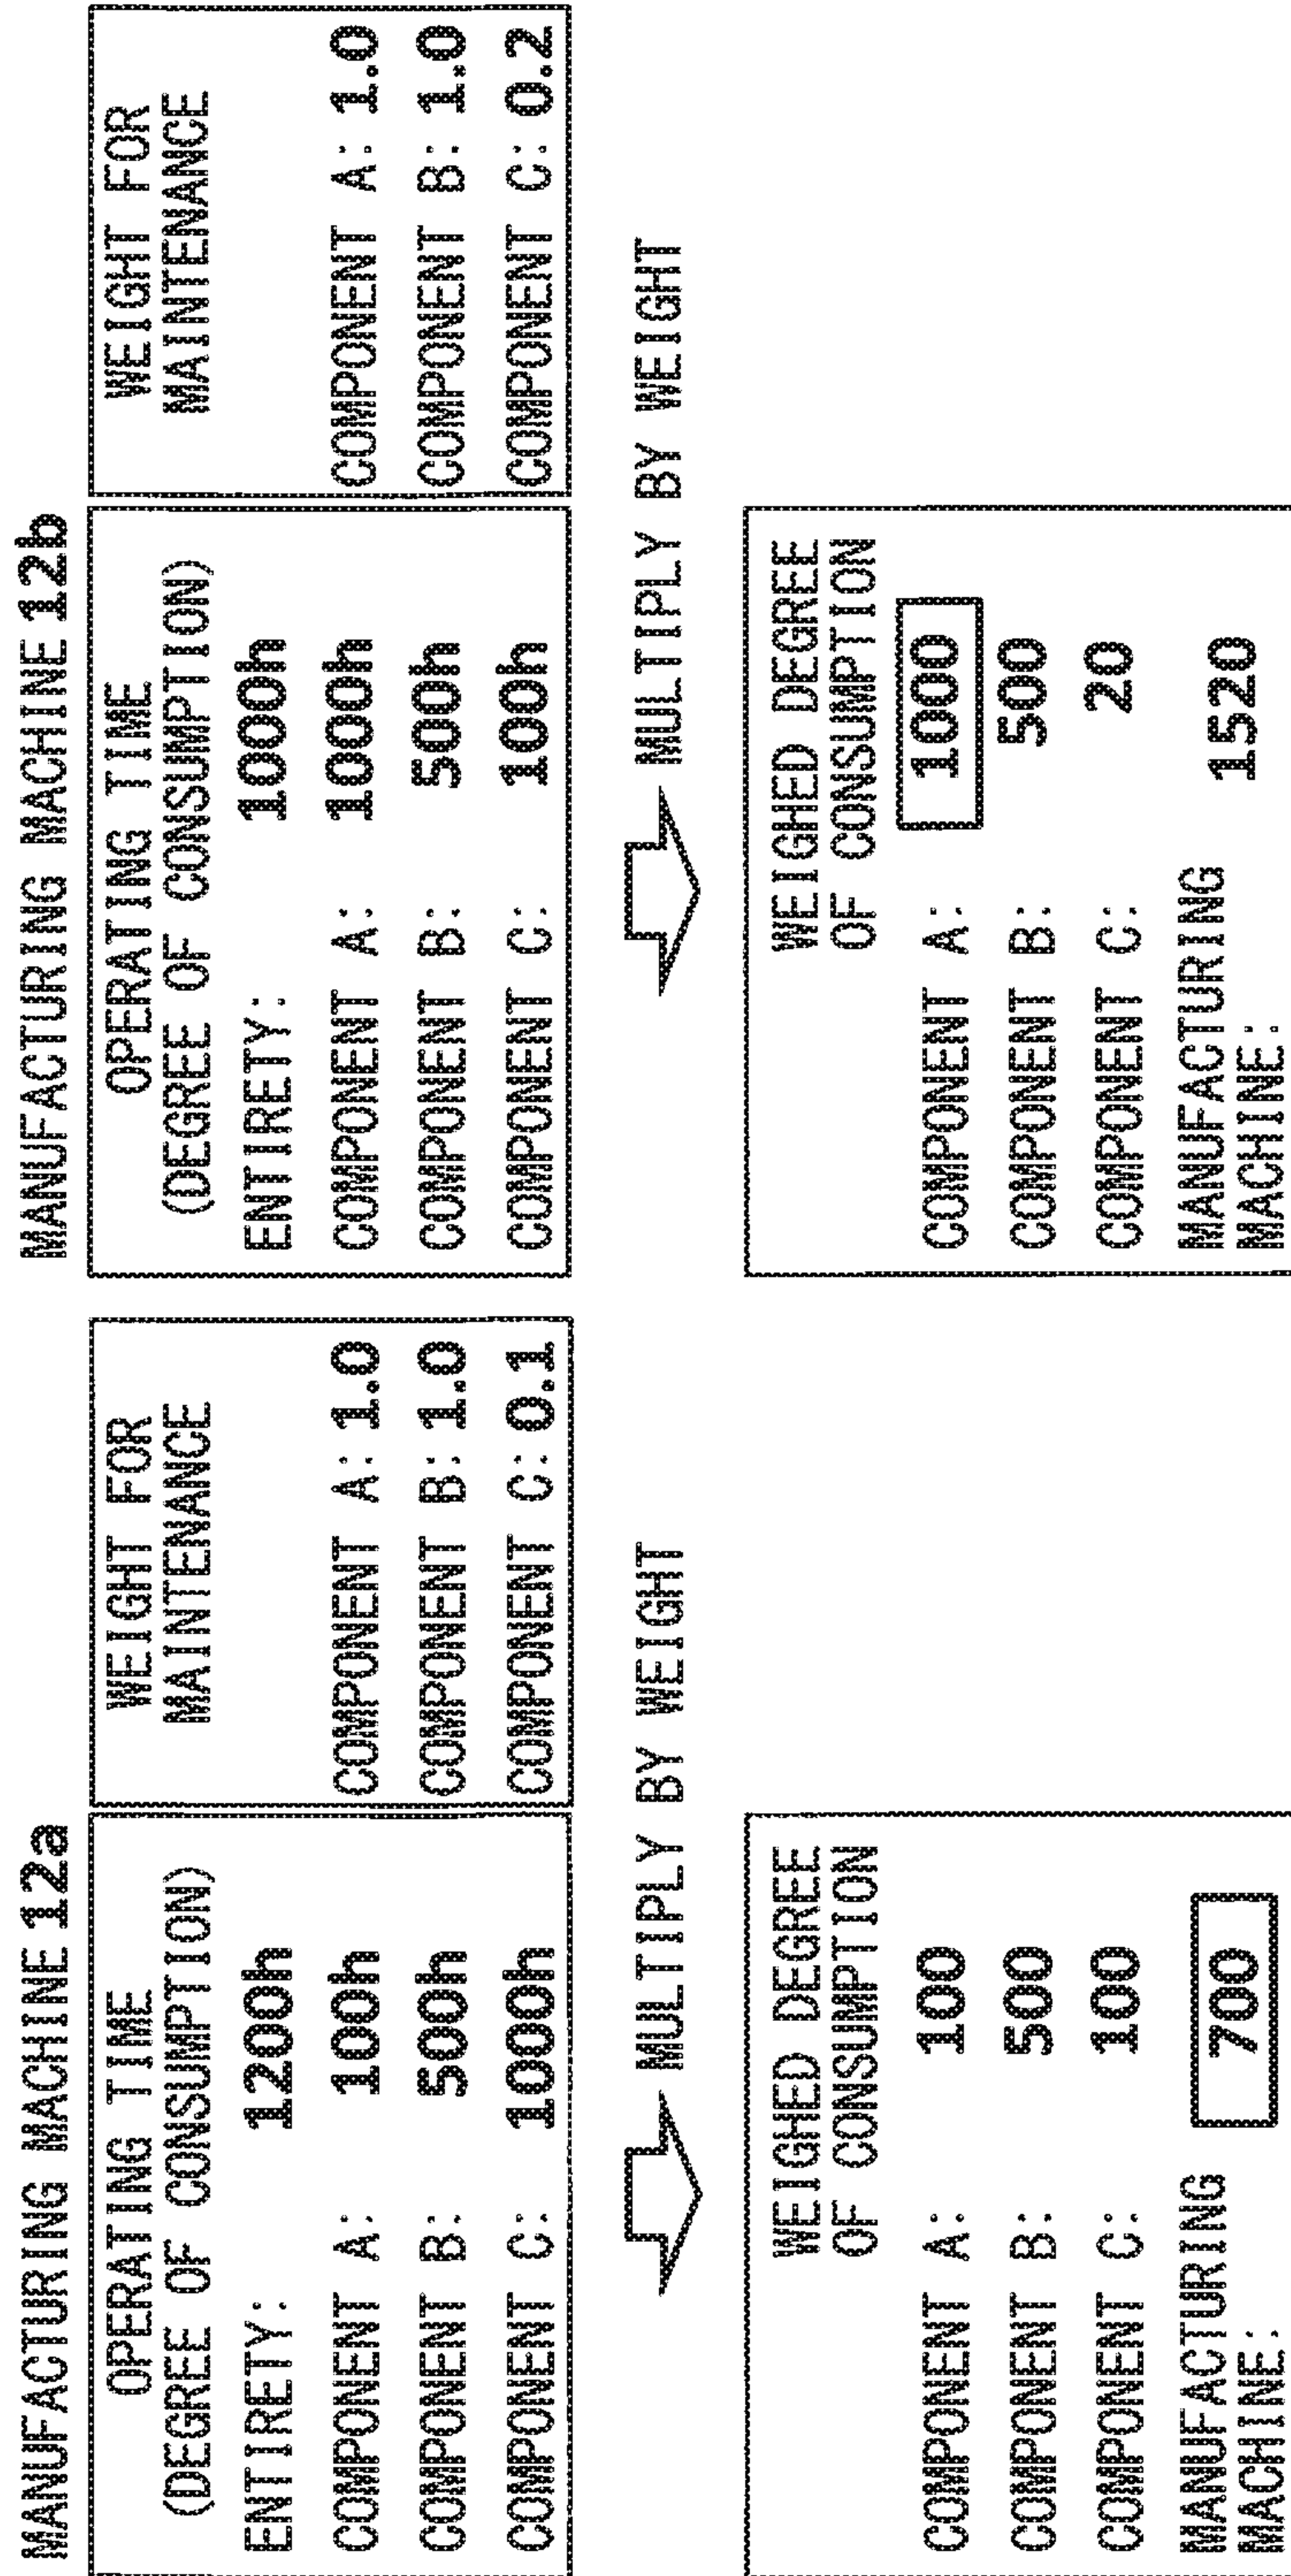 MANUFACTURING MACHINE 12a
OPERATING TIME
(DEGREE OF CONSUMPTION)
ENTIRETY: 1200h
COMPONENT A: 100h
COMPONENT B: 500h
COMPONENT C: 1000h
WEIGHT FOR
MAINTENANCE
COMPONENT A: 1.0
COMPONENT B: 1.0
COMPONENT C: 0.1
MULTIPLY BY WEIGHT
WEIGHED DEGREE
OF CONSUMPTION
COMPONENT A: 100
COMPONENT B: 500
COMPONENT C: 100
MANUFACTURING
MACHINE: 700
MANUFACTURING MACHINE 12b
OPERATING TIME
(DEGREE OF CONSUMPTION)
ENTIRETY: 1000h
COMPONENT A: 1000h
COMPONENT B: 500h
COMPONENT C: 100h
WEIGHT FOR
MAINTENANCE
COMPONENT A: 1.0
COMPONENT B: 1.0
COMPONENT C: 0.2
MULTIPLY BY WEIGHT
WEIGHED DEGREE
OF CONSUMPTION
COMPONENT A: 1000
COMPONENT B: 500
COMPONENT C: 20
MANUFACTURING
MACHINE: 1520